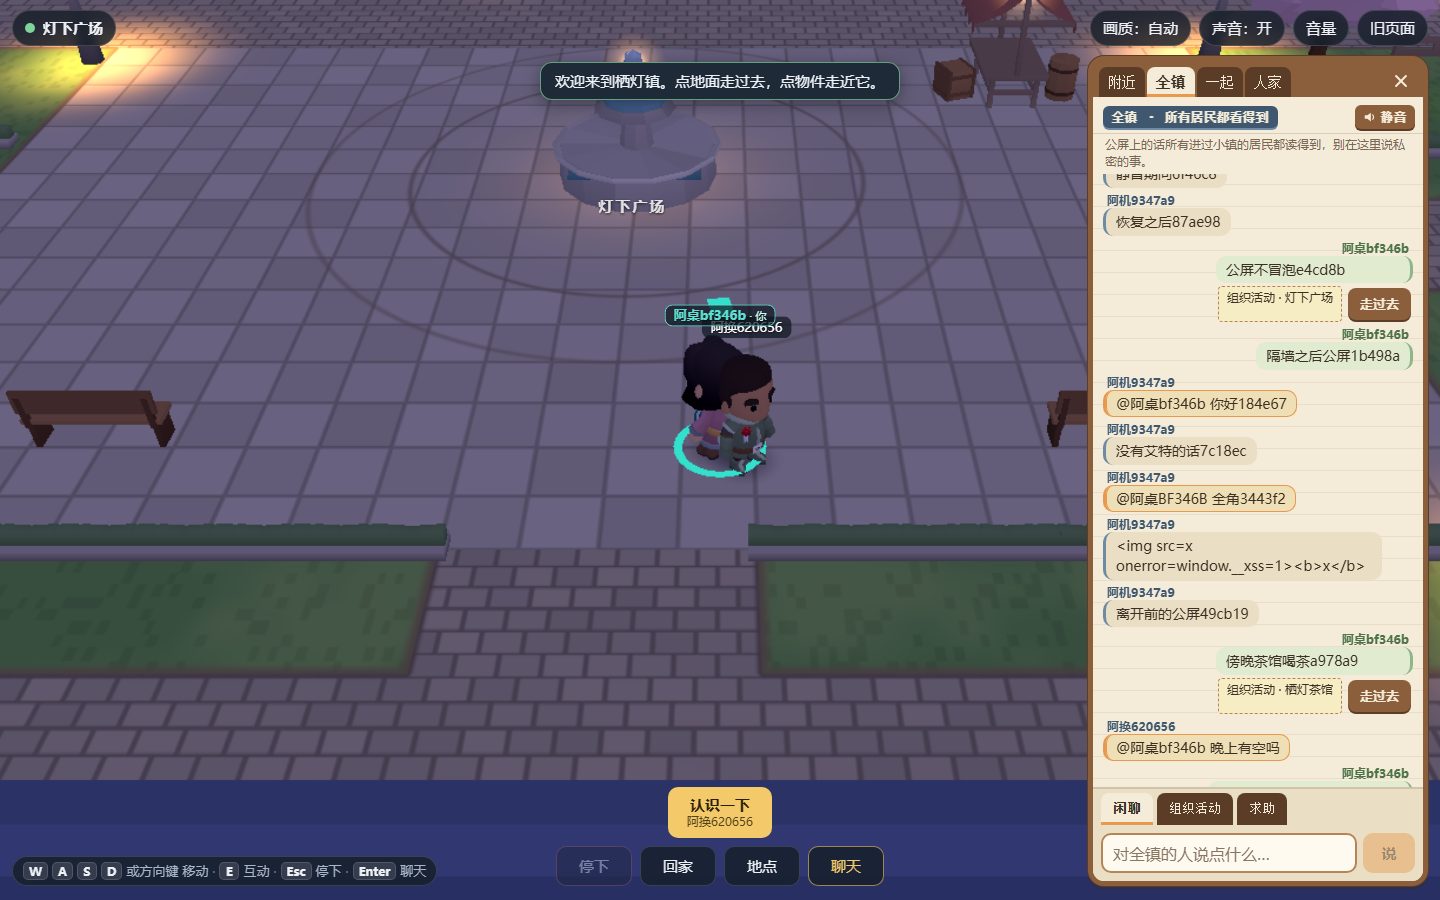 灯下广场
画质：自动
声音：开
音量
旧页面
欢迎来到栖灯镇。点地面走过去，点物件走近它。
灯下广场
阿桌bf346b · 你
阿换620656
附近
全镇
一起
人家
×
全镇 - 所有居民都看得到
静音
公屏上的话所有进过小镇的居民都读得到，别在这里说私
密的事。
阿机9347a9
恢复之后87ae98
阿桌bf346b
公屏不冒泡e4cd8b
组织活动 · 灯下广场
走过去
阿桌bf346b
隔墙之后公屏1b498a
阿机9347a9
@阿桌bf346b 你好184e67
阿机9347a9
没有艾特的话7c18ec
阿机9347a9
@阿桌BF346B 全角3443f2
阿机9347a9
<img src=x
onerror=window.__xss=1><b>x</b>
阿机9347a9
离开前的公屏49cb19
阿桌bf346b
傍晚茶馆喝茶a978a9
组织活动 · 栖灯茶馆
走过去
阿换620656
@阿桌bf346b 晚上有空吗
阿桌bf346b
闲聊
组织活动
求助
对全镇的人说点什么...
说
认识一下
阿换620656
停下
回家
地点
聊天
W A S D 或方向键 移动 · E 互动 · Esc 停下 · Enter 聊天